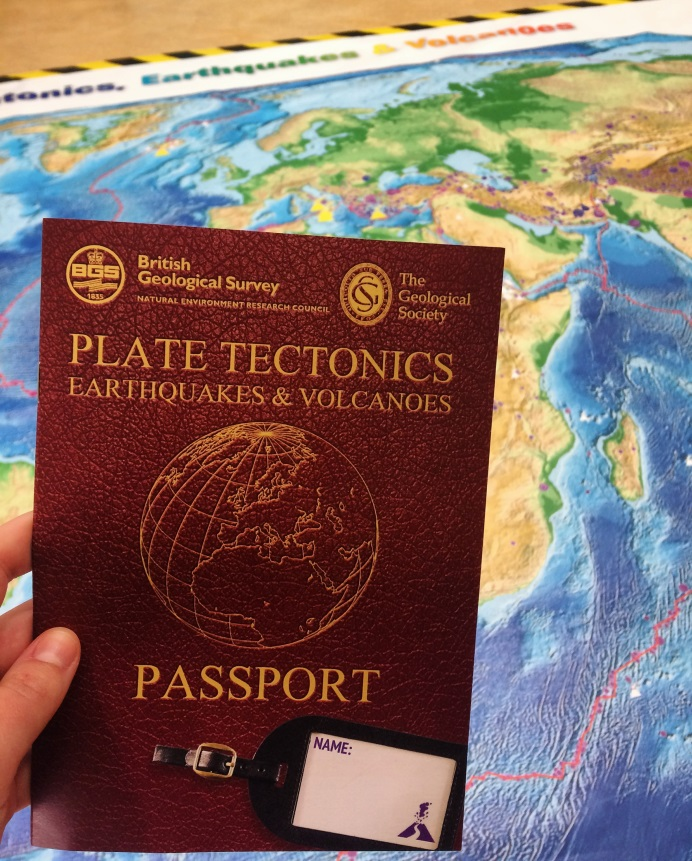 Earthquakes & Volcanoes
BGS
1835
British
Geological Survey
NATURAL ENVIRONMENT RESEARCH COUNCIL
The
Geological
Society
PLATE TECTONICS
EARTHQUAKES & VOLCANOES
PASSPORT
NAME: